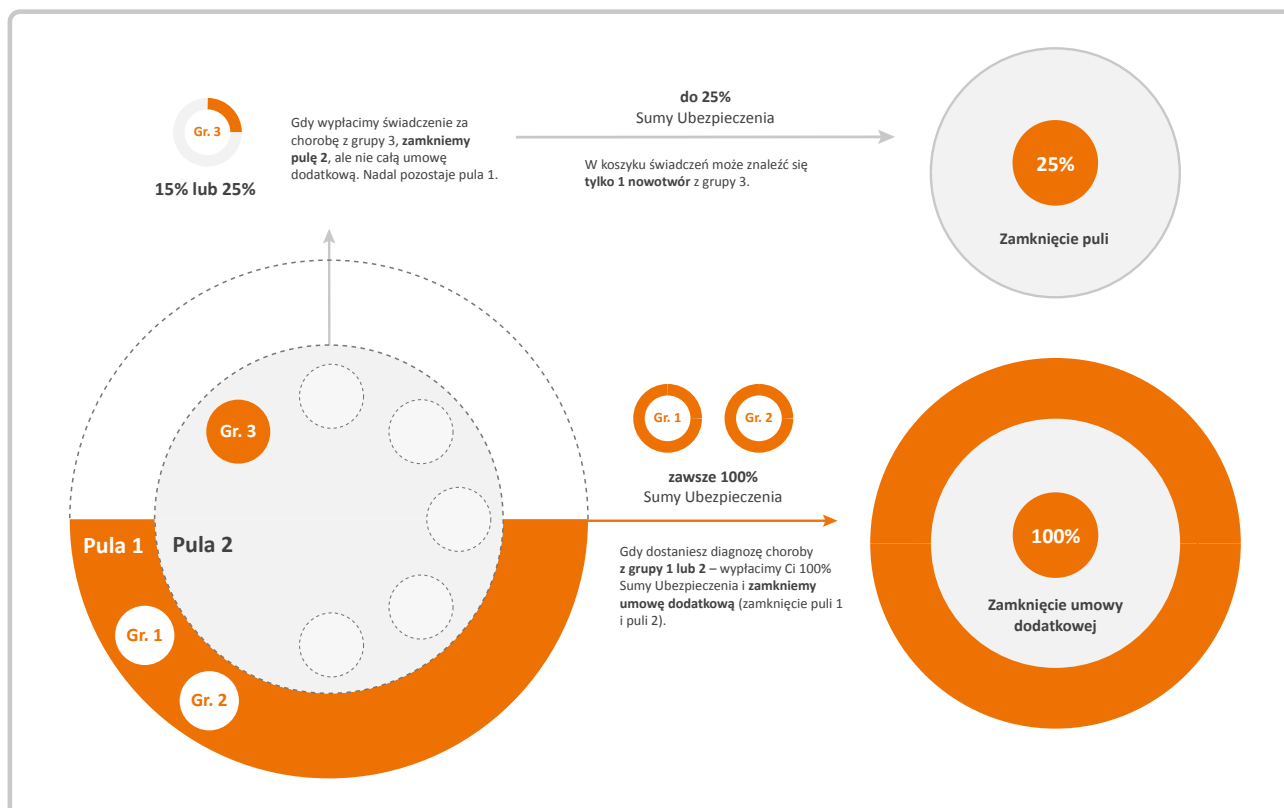 Gr. 3
15% lub 25%
Gdy wypłacimy świadczenie za
chorobę z grupy 3, zamkniemy
pulę 2, ale nie całą umowę
dodatkową. Nadal pozostaje pula 1.
do 25%
Sumy Ubezpieczenia
W koszyku świadczeń może znaleźć się
tylko 1 nowotwór z grupy 3.
25%
Zamknięcie puli
Gr. 3
Pula 1
Pula 2
Gr. 1
Gr. 2
Gr. 1
Gr. 2
zawsze 100%
Sumy Ubezpieczenia
Gdy dostaniesz diagnozę choroby
z grupy 1 lub 2 – wypłacimy Ci 100%
Sumy Ubezpieczenia i zamkniemy
umowę dodatkową (zamknięcie puli 1
i puli 2).
100%
Zamknięcie umowy
dodatkowej